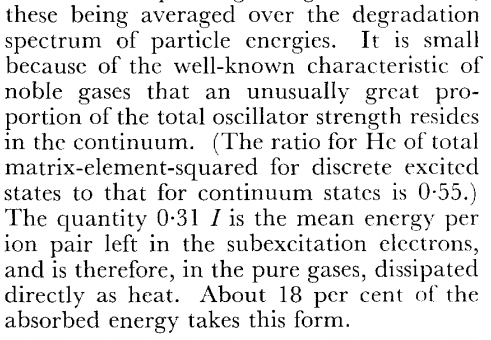 these being averaged over the degradation
spectrum of particle energies. It is small
because of the well-known characteristic of
noble gases that an unusually great pro-
portion of the total oscillator strength resides
in the continuum. (The ratio for He of total
matrix-element-squared for discrete excited
states to that for continuum states is 0·55.)
The quantity 0·31 I is the mean energy per
ion pair left in the subexcitation electrons,
and is therefore, in the pure gases, dissipated
directly as heat. About 18 per cent of the
absorbed energy takes this form.